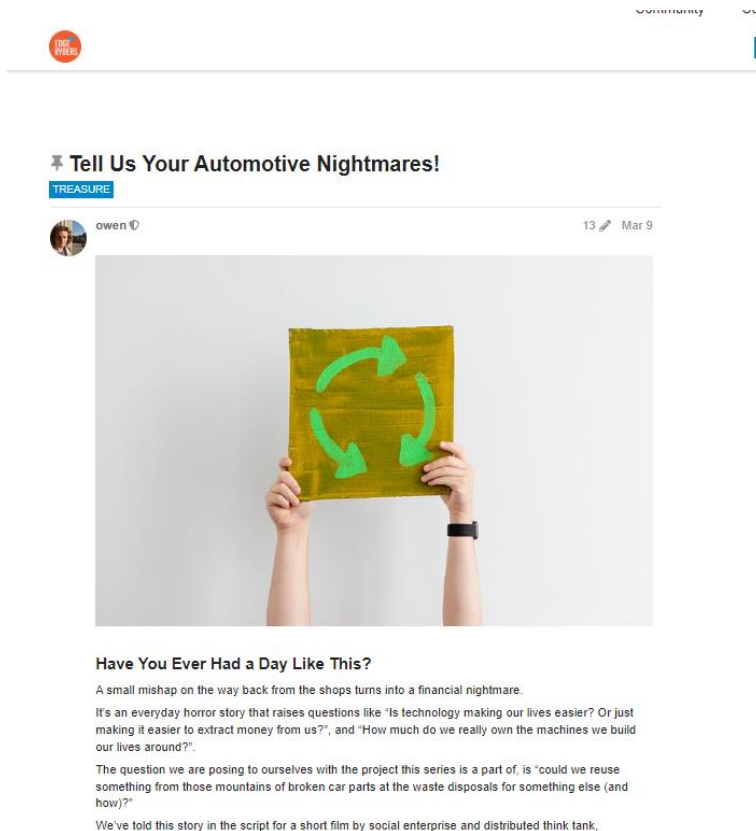 Community
EDGE
RYDERS
Tell Us Your Automotive Nightmares!
TREASURE
owen
13 Mar 9
Have You Ever Had a Day Like This?
A small mishap on the way back from the shops turns into a financial nightmare.
It's an everyday horror story that raises questions like “Is technology making our lives easier? Or just
making it easier to extract money from us?”, and “How much do we really own the machines we build
our lives around?”.
The question we are posing to ourselves with the project this series is a part of, is “could we reuse
something from those mountains of broken car parts at the waste disposals for something else (and
how)?”
We've told this story in the script for a short film by social enterprise and distributed think tank,